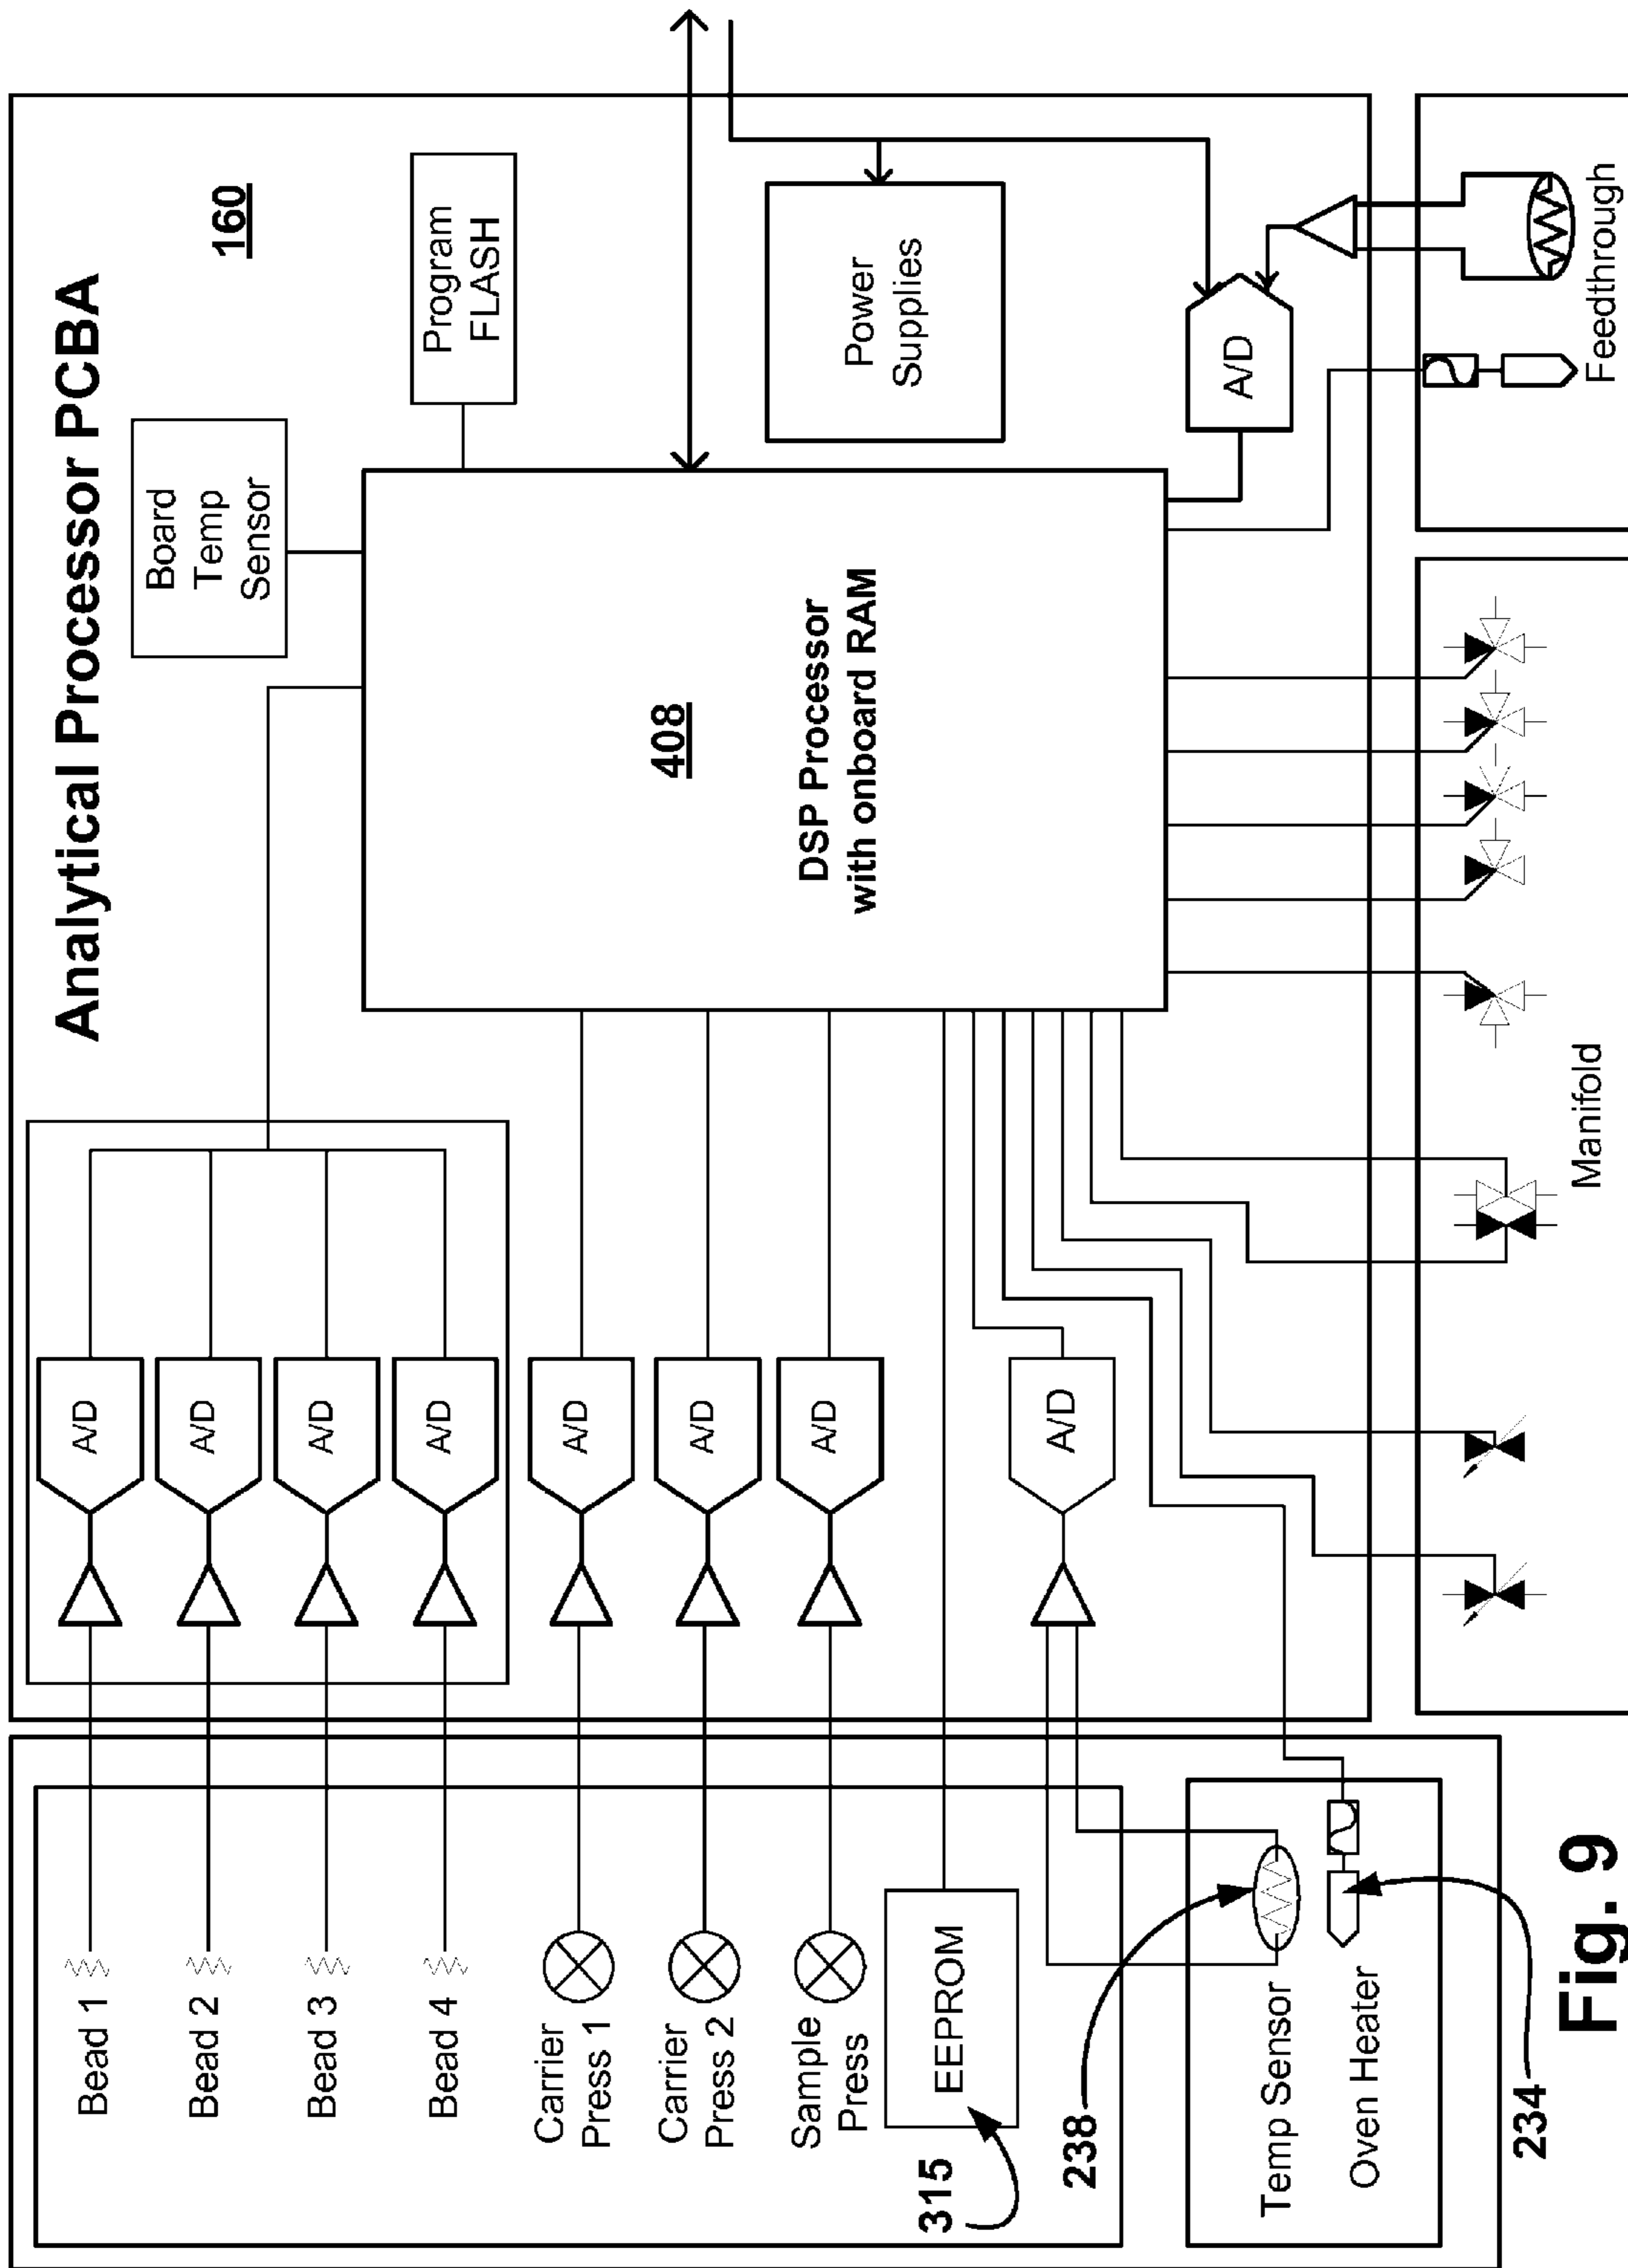 Analytical Processor PCBA
160
Board
Temp
Sensor
Program
FLASH
408
DSP Processor
with onboard RAM
Power
Supplies
A/D
A/D
A/D
A/D
A/D
A/D
A/D
A/D
A/D
Bead 1
Bead 2
Bead 3
Bead 4
Carrier
Press 1
Carrier
Press 2
Sample
Press
EEPROM
315
238
Temp Sensor
Oven Heater
234
Manifold
Feedthrough
Fig. 9